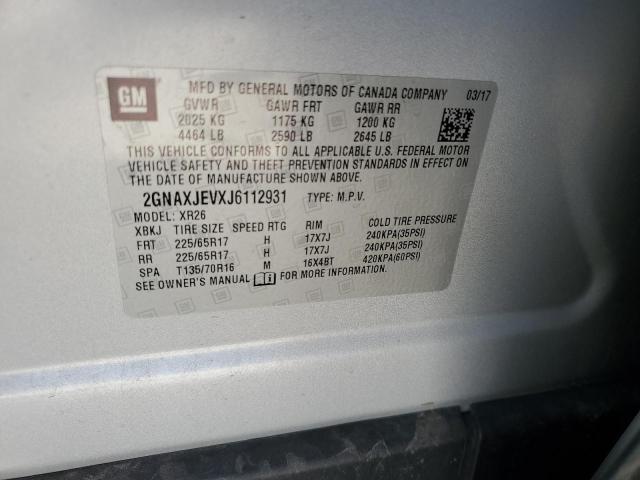 GM
MFD BY GENERAL MOTORS OF CANADA COMPANY 03/17
GVWR GAWR FRT GAWR RR
2025 KG 1175 KG 1200 KG
4464 LB 2590 LB 2645 LB
THIS VEHICLE CONFORMS TO ALL APPLICABLE U.S. FEDERAL MOTOR
VEHICLE SAFETY AND THEFT PREVENTION STANDARDS IN EFFECT ON
THE DATE OF MANUFACTURE SHOWN ABOVE.
2GNAXJEVXJ6112931 TYPE: M.P.V.
MODEL: XR26
XBKJ TIRE SIZE SPEED RTG RIM COLD TIRE PRESSURE
FRT 225/65R17 H 17X7J 240KPA(35PSI)
RR 225/65R17 H 17X7J 240KPA(35PSI)
SPA T135/70R16 M 16X4BT 420KPA(60PSI)
SEE OWNER'S MANUAL FOR MORE INFORMATION.